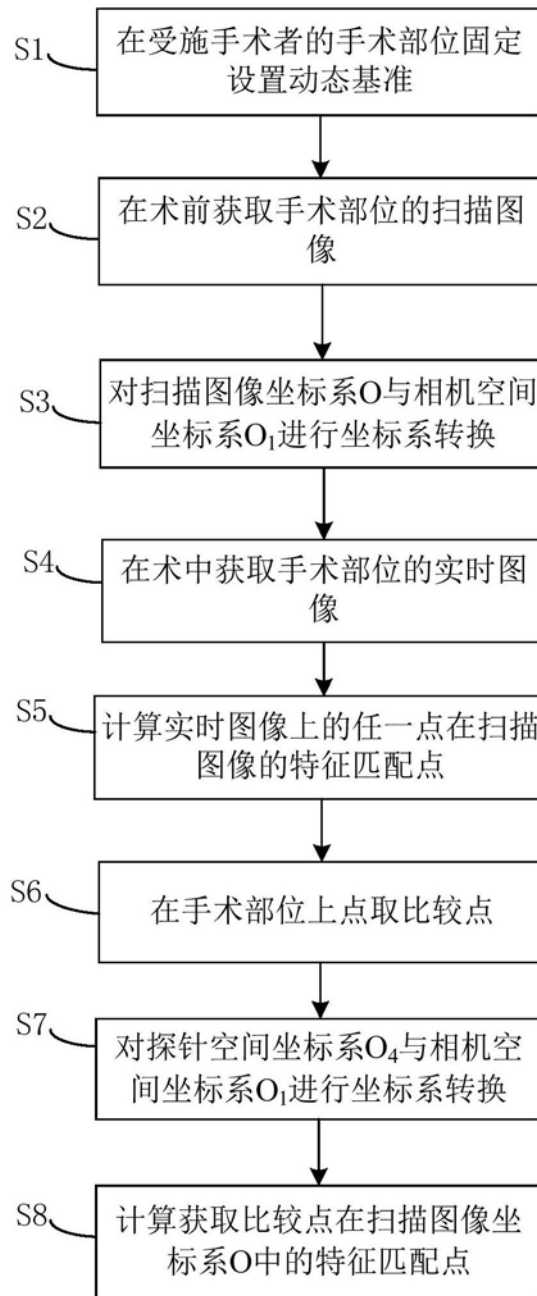 S1
在受施手术者的手术部位固定
设置动态基准
S2
在术前获取手术部位的扫描图
像
S3
对扫描图像坐标系O与相机空间
坐标系O₁进行坐标系转换
S4
在术中获取手术部位的实时图
像
S5
计算实时图像上的任一点在扫描
图像的特征匹配点
S6
在手术部位上点取比较点
S7
对探针空间坐标系O₄与相机空
间坐标系O₁进行坐标系转换
S8
计算获取比较点在扫描图像坐
标系O中的特征匹配点